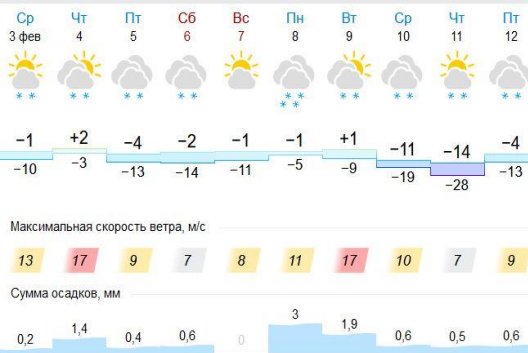 Ср Чт Пт Сб Вс Пн Вт Ср Чт Пт
3 фев 4 5 6 7 8 9 10 11 12
−1 +2 −4 −2 −1 −1 +1 −11 −14 −4
−10 −3 −13 −14 −11 −5 −9 −19 −28 −13
Максимальная скорость ветра, м/с
13 17 9 7 8 11 17 10 7 9
Сумма осадков, мм
0,2 1,4 0,4 0,6 0 3 1,9 0,6 0,5 0,6